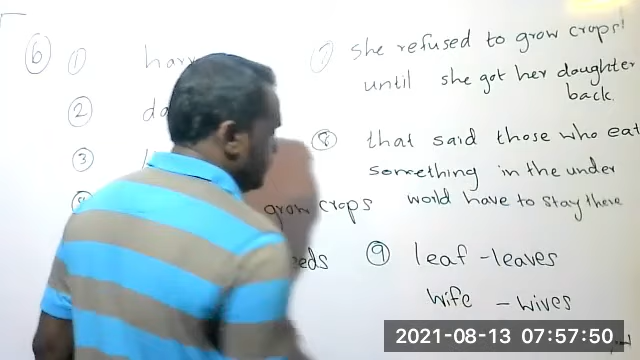 6 1 harv
2 da
3
grow crops
eeds
7 she refused to grow crops
until she got her daughter
back.
8 that said those who eat
something in the under
world have to stay there
9 leaf - leaves
wife - wives
2021-08-13 07:57:50